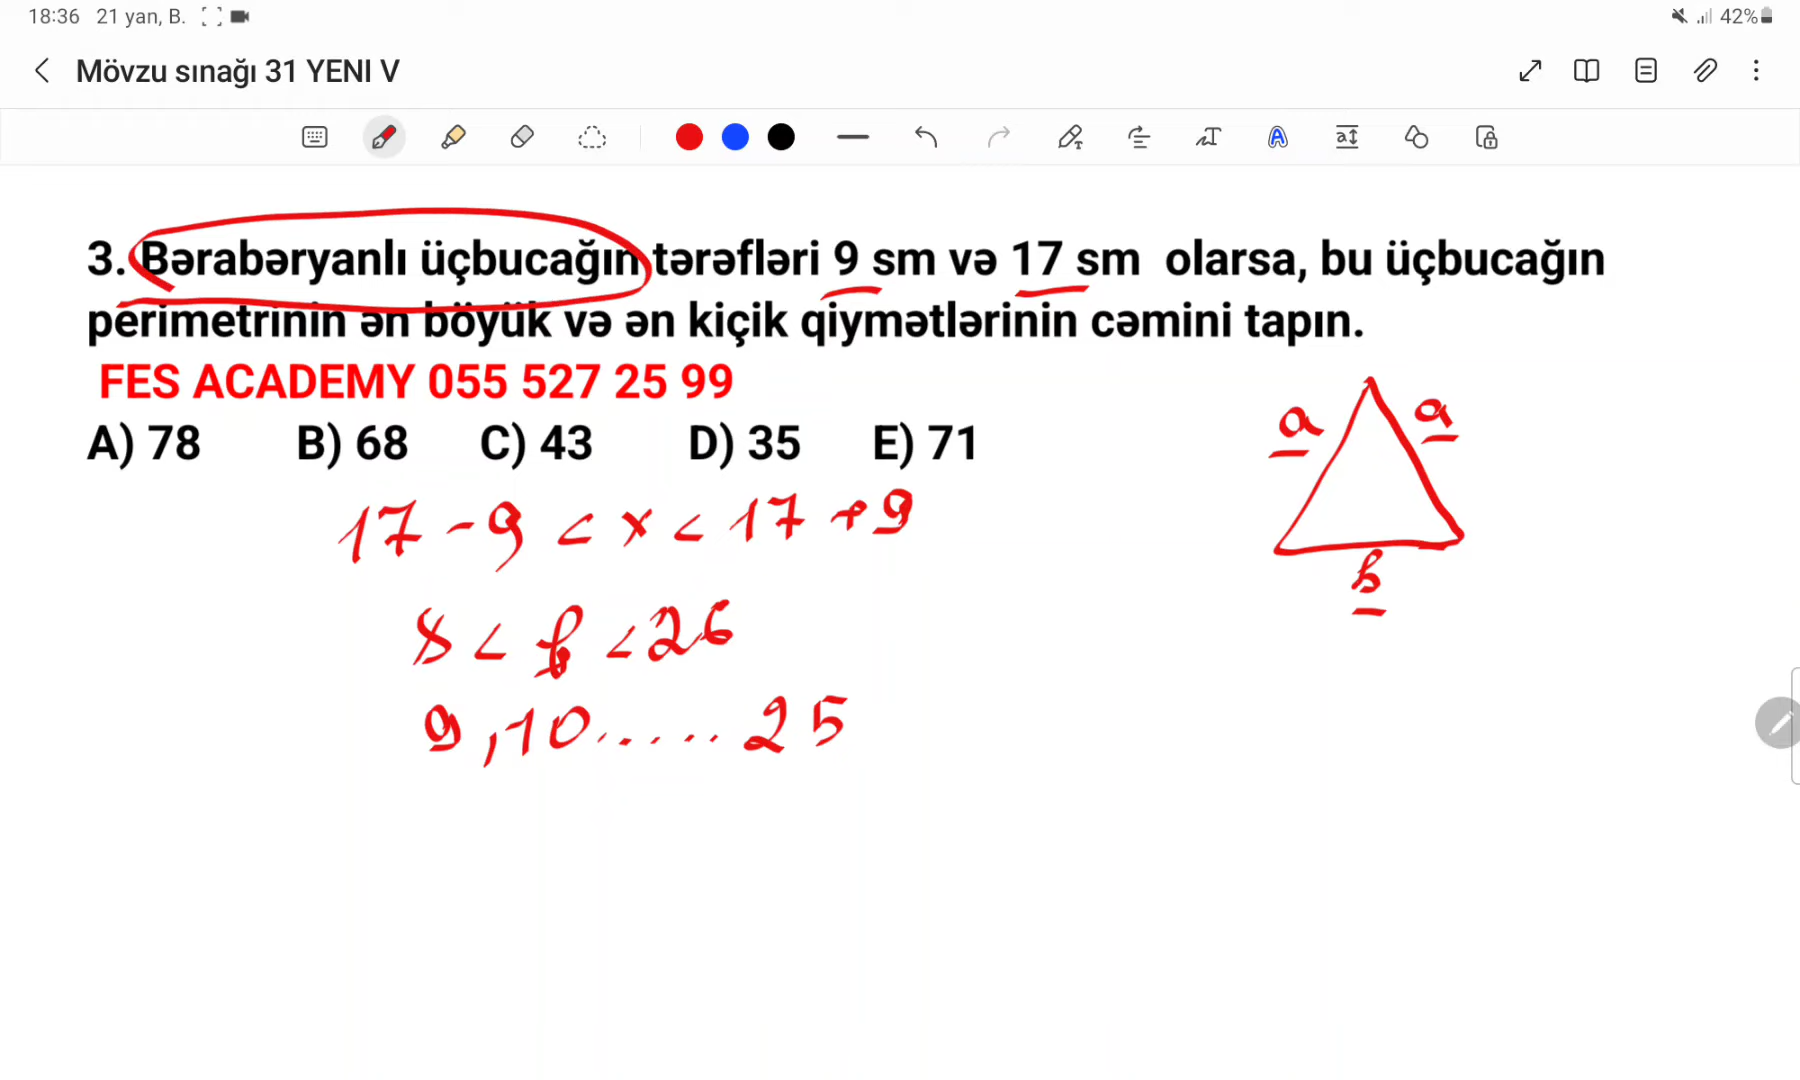 18:36 21 yan, B. 42%
Mövzu sınağı 31 YENI V
3. Bərabəryanlı üçbucağın tərəfləri 9 sm və 17 sm olarsa, bu üçbucağın
perimetrinin ən böyük və ən kiçik qiymətlərinin cəmini tapın.
FES ACADEMY 055 527 25 99
A) 78 B) 68 C) 43 D) 35 E) 71
a a
17 - 9 < x < 17 + 9
b
8 < b < 26
9, 10 ..... 25